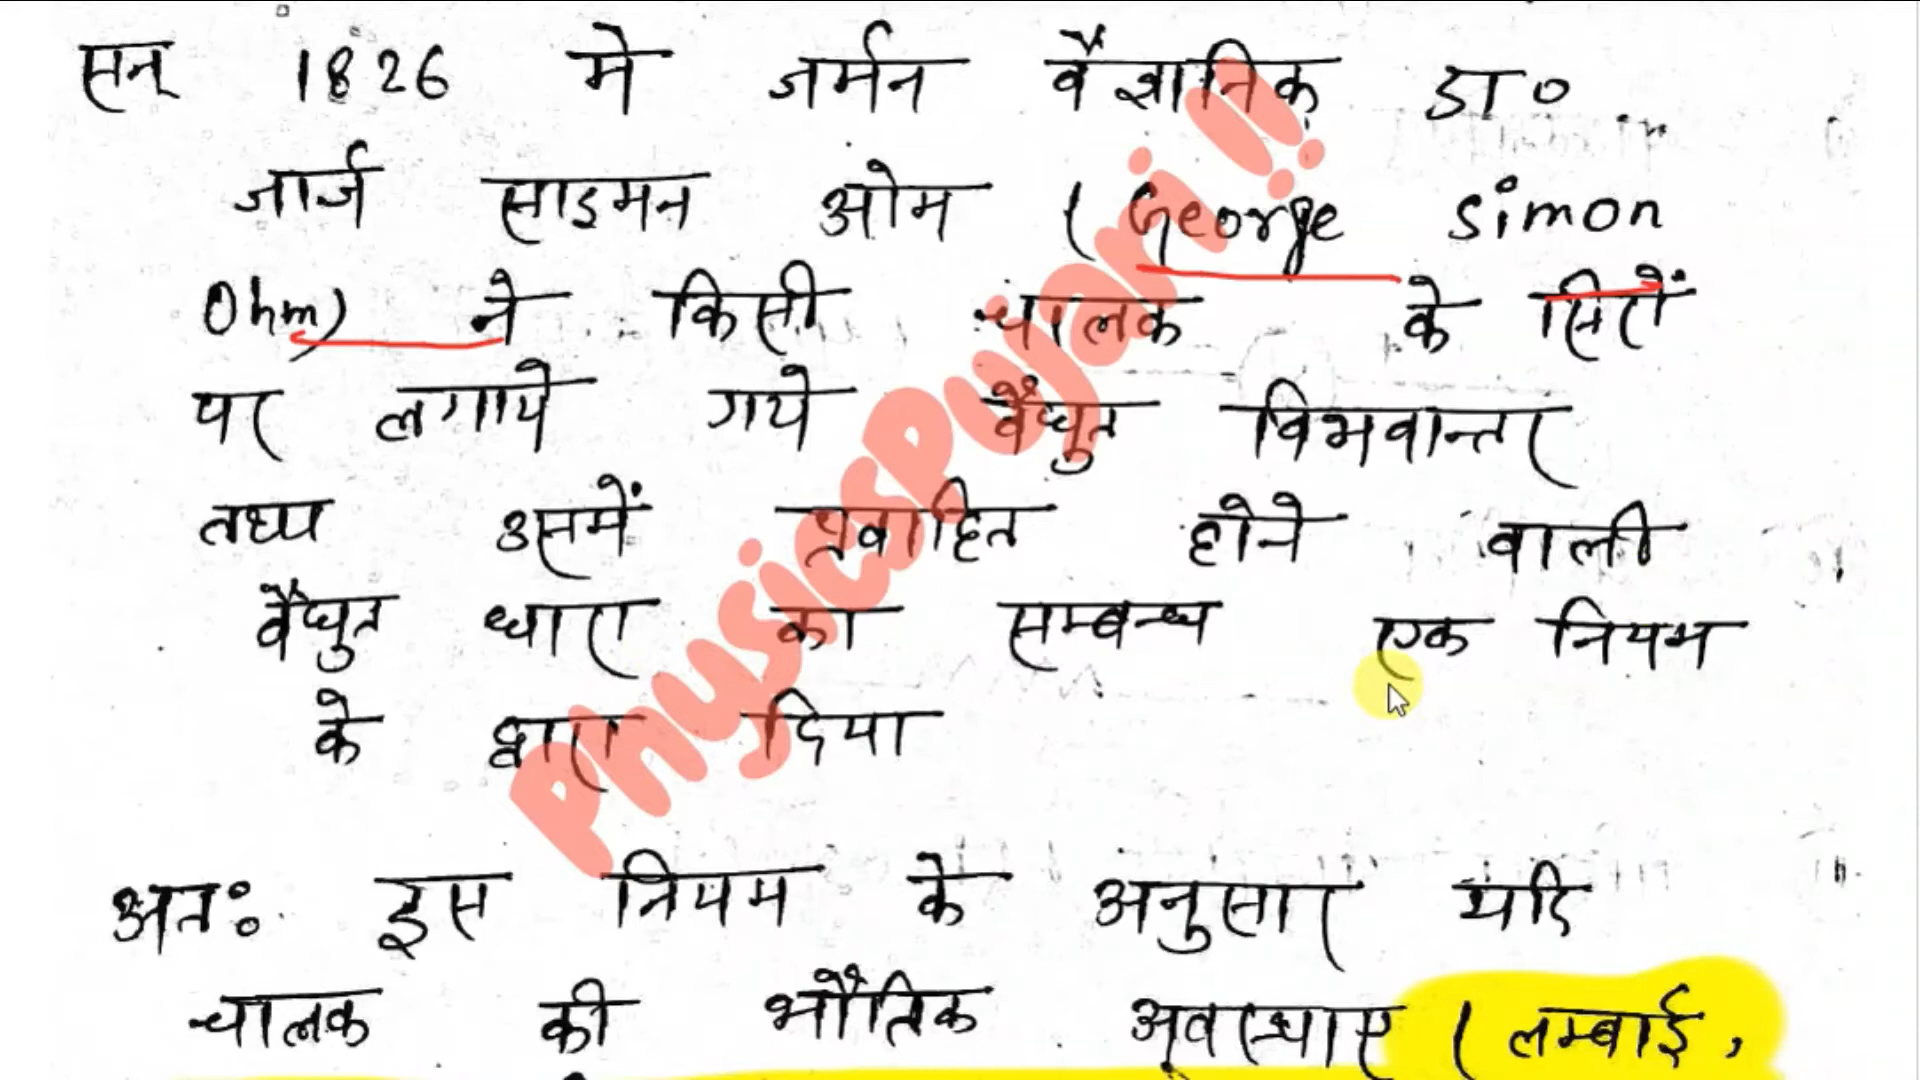 सन् 1826 मे जर्मन वैज्ञानिक डा०
जार्ज साइमन ओम (George Simon
Ohm) ने किसी चालक के सिरों
पर लगाये गये वैधुत विभवान्तर
तथा उसमें प्रवाहित होने वाली
वैधुत धारा का सम्बन्ध एक नियम
के द्वारा दिया
PhysicsPujari !!
अतः इस नियम के अनुसार यदि
चालक की भौतिक अवस्थाए (लम्बाई,